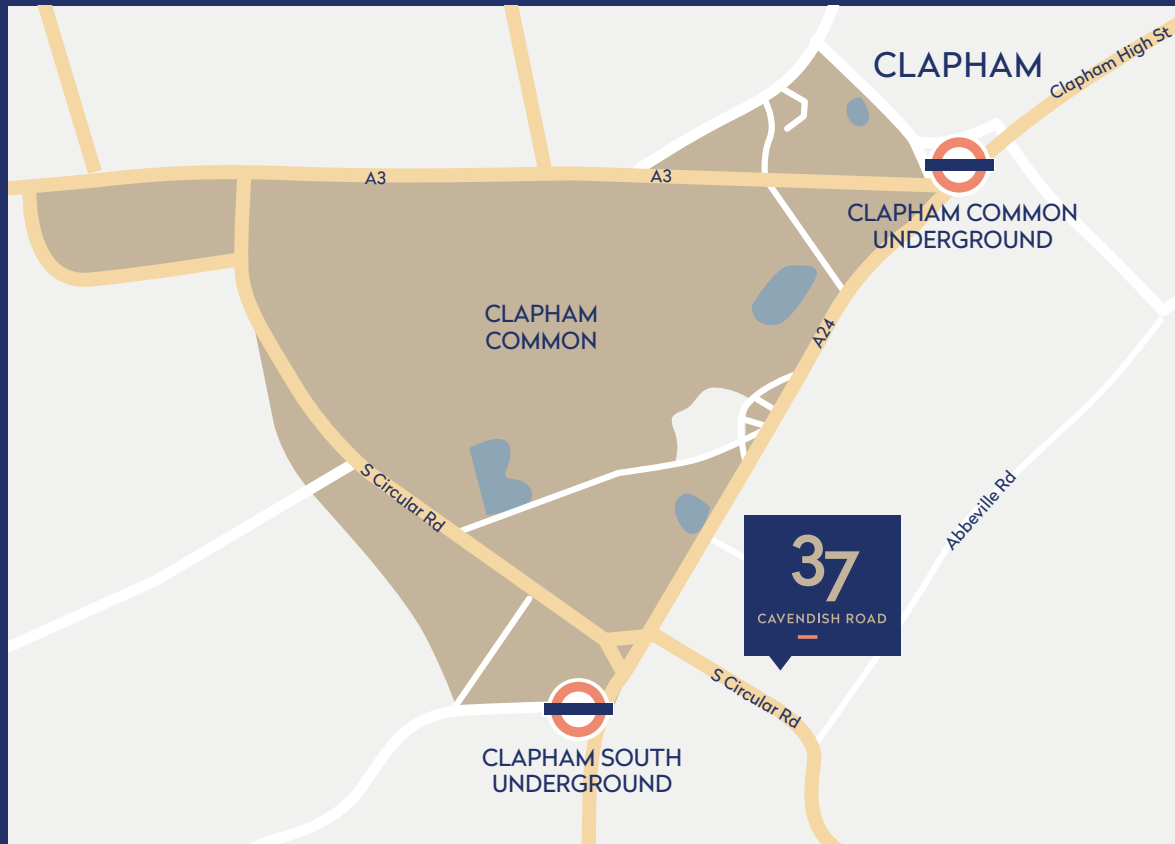 CLAPHAM
Clapham High St
A3
A3
CLAPHAM COMMON
UNDERGROUND
CLAPHAM
COMMON
A24
S Circular Rd
Abbeville Rd
37
CAVENDISH ROAD
S Circular Rd
CLAPHAM SOUTH
UNDERGROUND